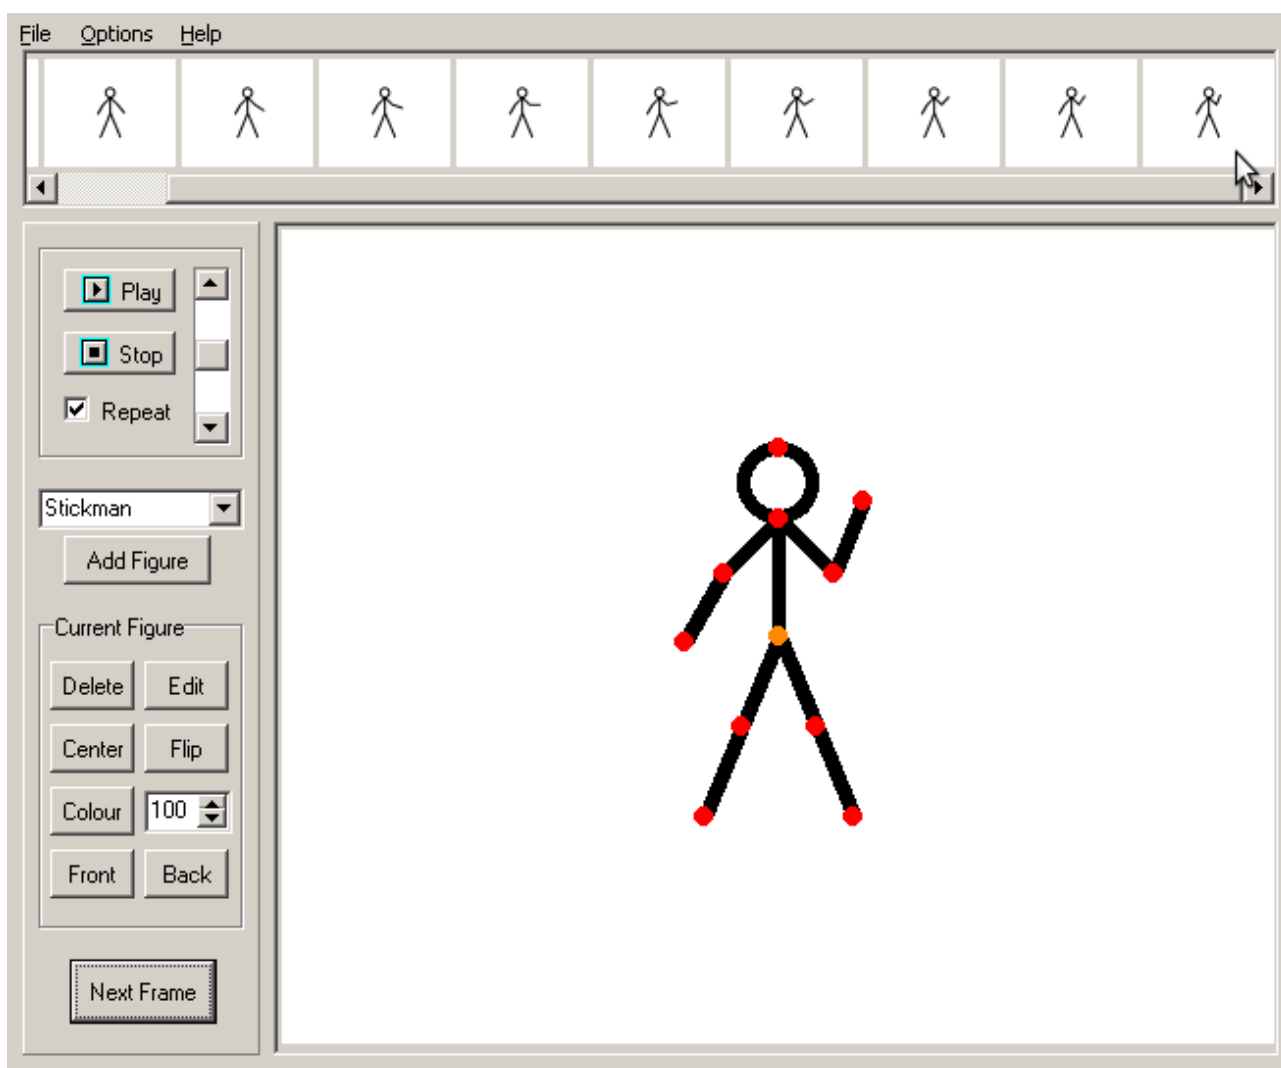 File Options Help
Play
Stop
Repeat
Stickman
Add Figure
Current Figure
Delete Edit
Center Flip
Colour 100
Front Back
Next Frame